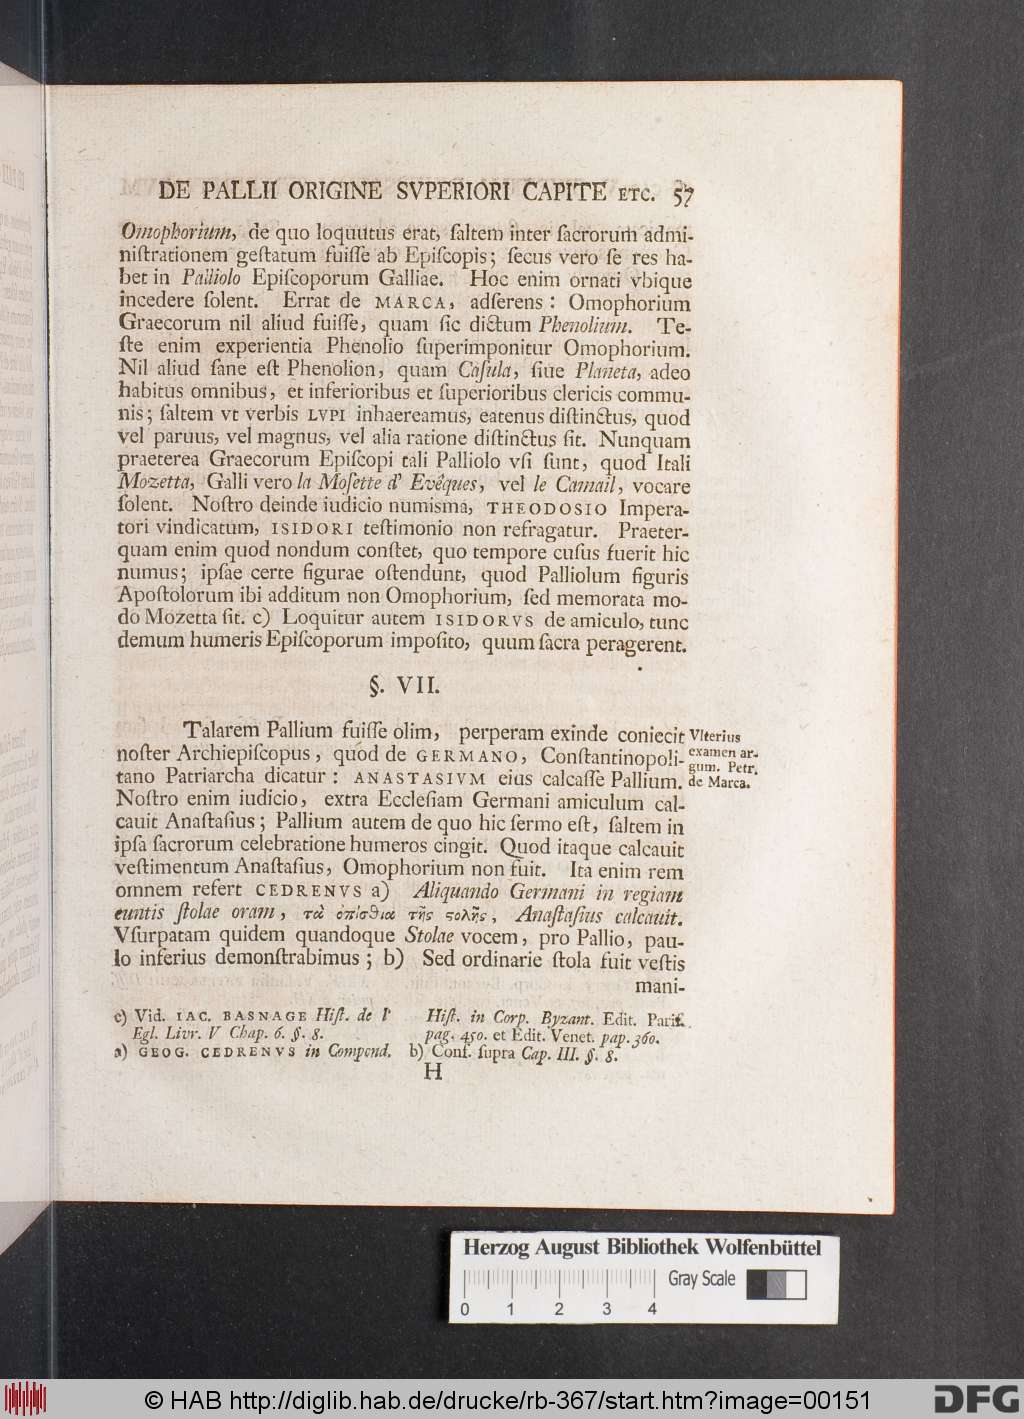 DE PALLII ORIGINE SVPERIORI CAPITE ETC. 57
Omophorium, de quo loquutus erat, ſaltem inter ſacrorum admi-
niſtrationem geſtatum fuiſſe ab Epiſcopis; ſecus vero ſe res ha-
bet in Palliolo Epiſcoporum Galliae. Hoc enim ornati vbique
incedere ſolent. Errat de MARCA, adſerens: Omophorium
Graecorum nil aliud fuiſſe, quam ſic dictum Phenolium. Te-
ſte enim experientia Phenolio ſuperimponitur Omophorium.
Nil aliud ſane eſt Phenolion, quam Caſula, ſiue Planeta, adeo
habitus omnibus, et inferioribus et ſuperioribus clericis commu-
nis; ſaltem vt verbis LVPI inhaereamus, eatenus diſtinctus, quod
vel paruus, vel magnus, vel alia ratione diſtinctus ſit. Nunquam
praeterea Graecorum Epiſcopi tali Palliolo vſi ſunt, quod Itali
Mozetta, Galli vero la Moſette d' Evêques, vel le Camail, vocare
ſolent. Noſtro deinde iudicio numisma, THEODOSIO Impera-
tori vindicatum, ISIDORI teſtimonio non refragatur. Praeter-
quam enim quod nondum conſtet, quo tempore cuſus fuerit hic
numus; ipſae certe figurae oſtendunt, quod Palliolum figuris
Apoſtolorum ibi additum non Omophorium, ſed memorata mo-
do Mozetta ſit. c) Loquitur autem ISIDORVS de amiculo, tunc
demum humeris Epiſcoporum impoſito, quum ſacra peragerent.
§. VII.
Talarem Pallium fuiſſe olim, perperam exinde coniecit
noſter Archiepiſcopus, quod de GERMANO, Conſtantinopoli-
tano Patriarcha dicatur: ANASTASIVM eius calcaſſe Pallium.
Noſtro enim iudicio, extra Eccleſiam Germani amiculum cal-
cauit Anaſtaſius; Pallium autem de quo hic ſermo eſt, ſaltem in
ipſa ſacrorum celebratione humeros cingit. Quod itaque calcauit
veſtimentum Anaſtaſius, Omophorium non fuit. Ita enim rem
omnem refert CEDRENVS a) Aliquando Germani in regiam
euntis ſtolae oram, τὰ ὀπίσθια τῆς ϛολῆς, Anaſtaſius calcauit.
Vſurpatam quidem quandoque Stolae vocem, pro Pallio, pau-
lo inferius demonſtrabimus; b) Sed ordinarie ſtola fuit veſtis
mani-
Vlterius
examen ar-
gum. Petr.
de Marca.
c) Vid. IAC. BASNAGE Hiſt. de l'
Egl. Livr. V Chap. 6. §. 8.
a) GEOG. CEDRENVS in Compend.
Hiſt. in Corp. Byzant. Edit. Pariſ.
pag. 450. et Edit. Venet. pap. 360.
b) Conf. ſupra Cap. III. §. 8.
H
Herzog August Bibliothek Wolfenbüttel
Gray Scale
0 1 2 3 4
© HAB http://diglib.hab.de/drucke/rb-367/start.htm?image=00151
DFG